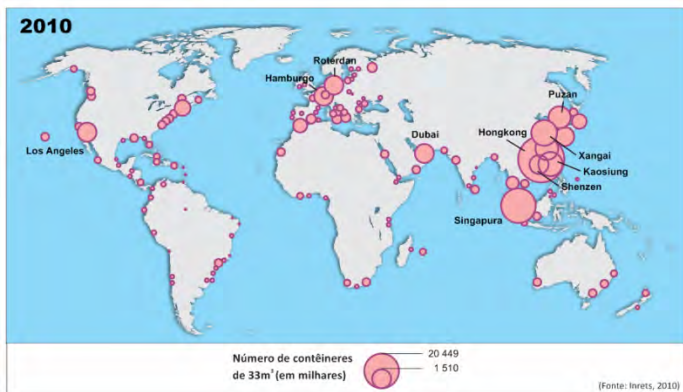 2010
Roterdan
Hamburgo
Puzan
Dubai
Hongkong
Los Angeles
Xangai
Kaosiung
Shenzen
Singapura
Número de contêineres
de 33m³ (em milhares)
20 449
1 510
(Fonte: Inrets, 2010)